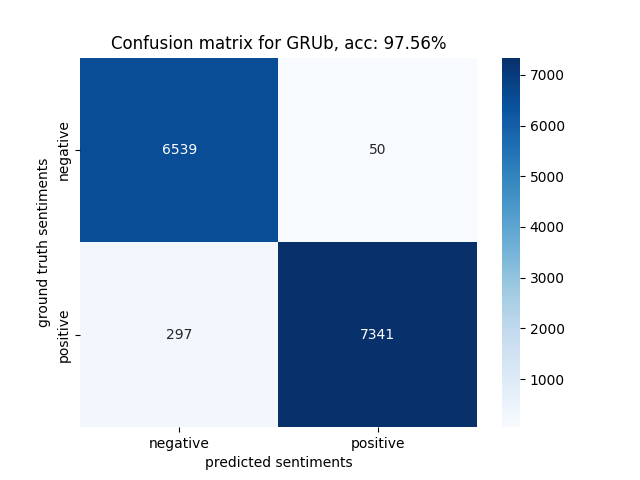 Confusion matrix for GRUb, acc: 97.56%
ground truth sentiments
negative
positive
6539 50
297 7341
negative positive
predicted sentiments
7000
6000
5000
4000
3000
2000
1000